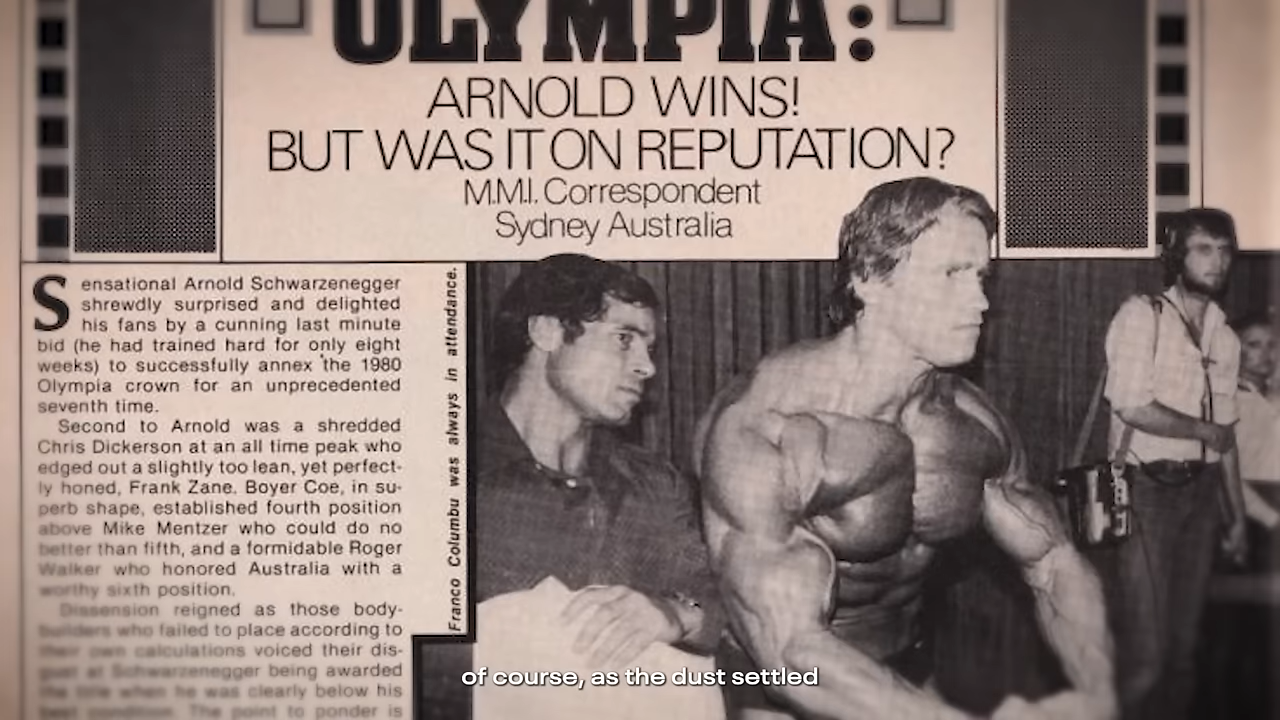 OLYMPIA:
ARNOLD WINS!
BUT WAS IT ON REPUTATION?
M.M.I. Correspondent
Sydney Australia
Sensational Arnold Schwarzenegger
shrewdly surprised and delighted
his fans by a cunning last minute
bid (he had trained hard for only eight
weeks) to successfully annex the 1980
Olympia crown for an unprecedented
seventh time.
Second to Arnold was a shredded
Chris Dickerson at an all time peak who
edged out a slightly too lean, yet perfect-
ly honed, Frank Zane. Boyer Coe, in su-
perb shape, established fourth position
above Mike Mentzer who could do no
better than fifth, and a formidable Roger
Walker who honored Australia with a
worthy sixth position.
Dissension reigned as those body-
builders who failed to place according to
their own calculations voiced their dis-
gust at Schwarzenegger being awarded
the title when he was clearly below his
best condition. The point to ponder is
Franco Columbu was always in attendance.
of course, as the dust settled